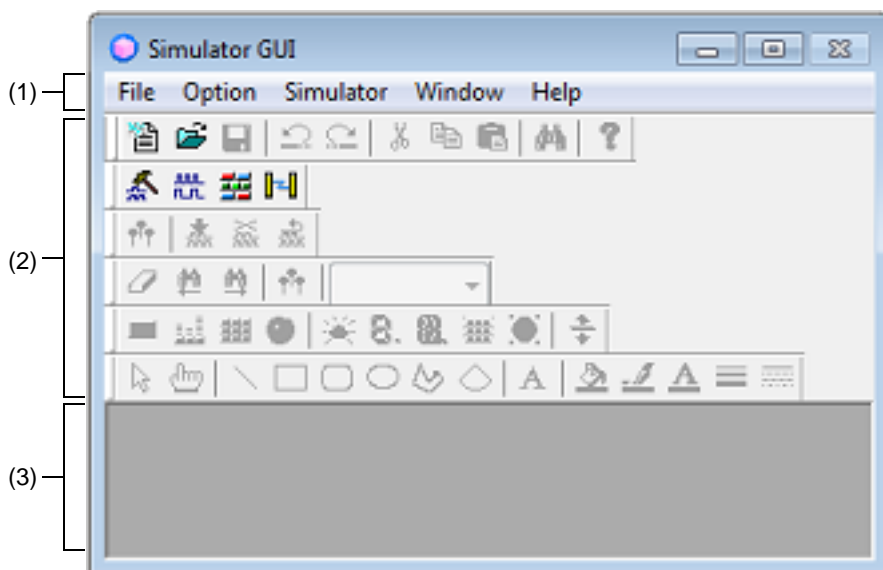 Simulator GUI
(1)
File Option Simulator Window Help
(2)
(3)
A
A